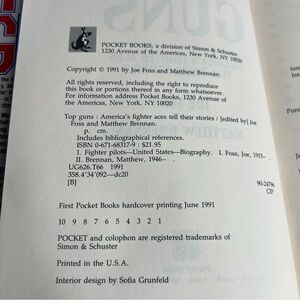 GUNS
POCKET BOOKS, a division of Simon & Schuster
1230 Avenue of the Americas, New York, NY 10020
Copyright © 1991 by Joe Foss and Matthew Brennan
All rights reserved, including the right to reproduce
this book or portions thereof in any form whatsoever.
For information address Pocket Books, 1230 Avenue of
the Americas, New York, NY 10020
Top guns : America's fighter aces tell their stories / [edited by] Joe
Foss and Matthew Brennan.
p. cm.
Includes bibliographical references.
ISBN 0-671-68317-9 : $21.95
1. Fighter pilots—United States—Biography. I. Foss, Joe, 1915-
II. Brennan, Matthew, 1946- .
UG626.T66 1991
358.4'34'092—dc20
[B]
90-24796
CIP
First Pocket Books hardcover printing June 1991
10 9 8 7 6 5 4 3 2 1
POCKET and colophon are registered trademarks of
Simon & Schuster
Printed in the U.S.A.
Interior design by Sofia Grunfeld